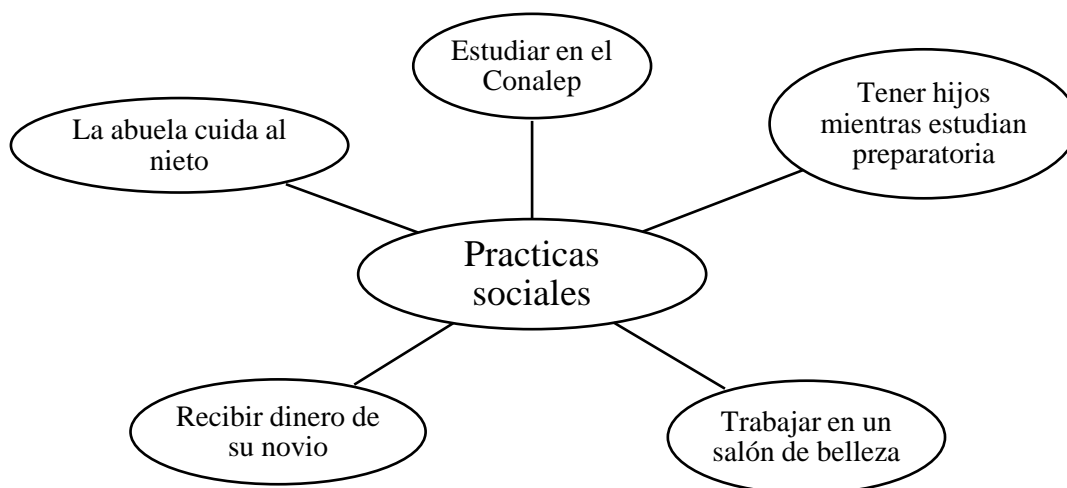 Estudiar en el
Conalep
Tener hijos
mientras estudian
preparatoria
La abuela cuida al
nieto
Practicas
sociales
Recibir dinero de
su novio
Trabajar en un
salón de belleza